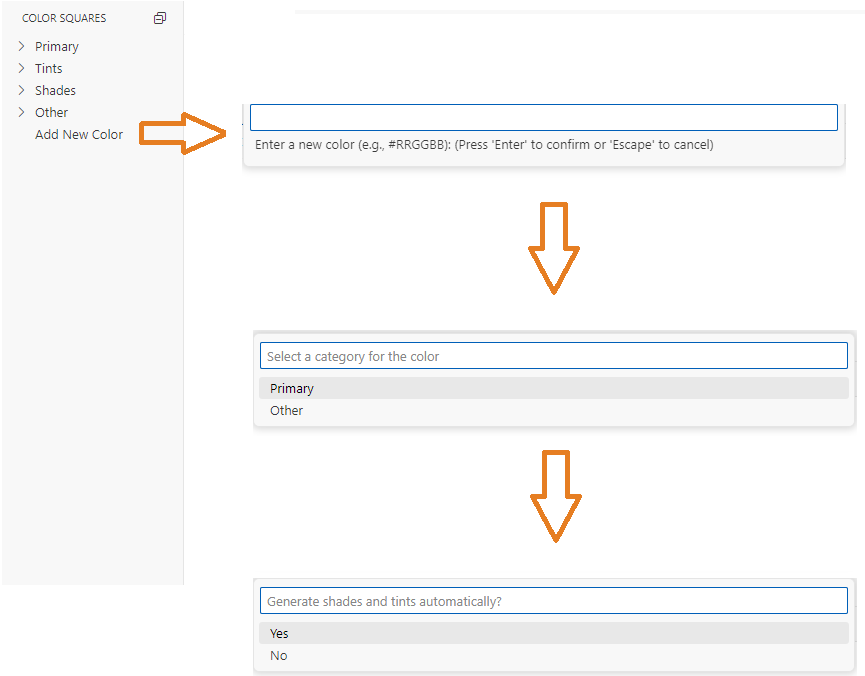 COLOR SQUARES
Primary
Tints
Shades
Other
Add New Color
Enter a new color (e.g., #RRGGBB): (Press 'Enter' to confirm or 'Escape' to cancel)
Select a category for the color
Primary
Other
Generate shades and tints automatically?
Yes
No